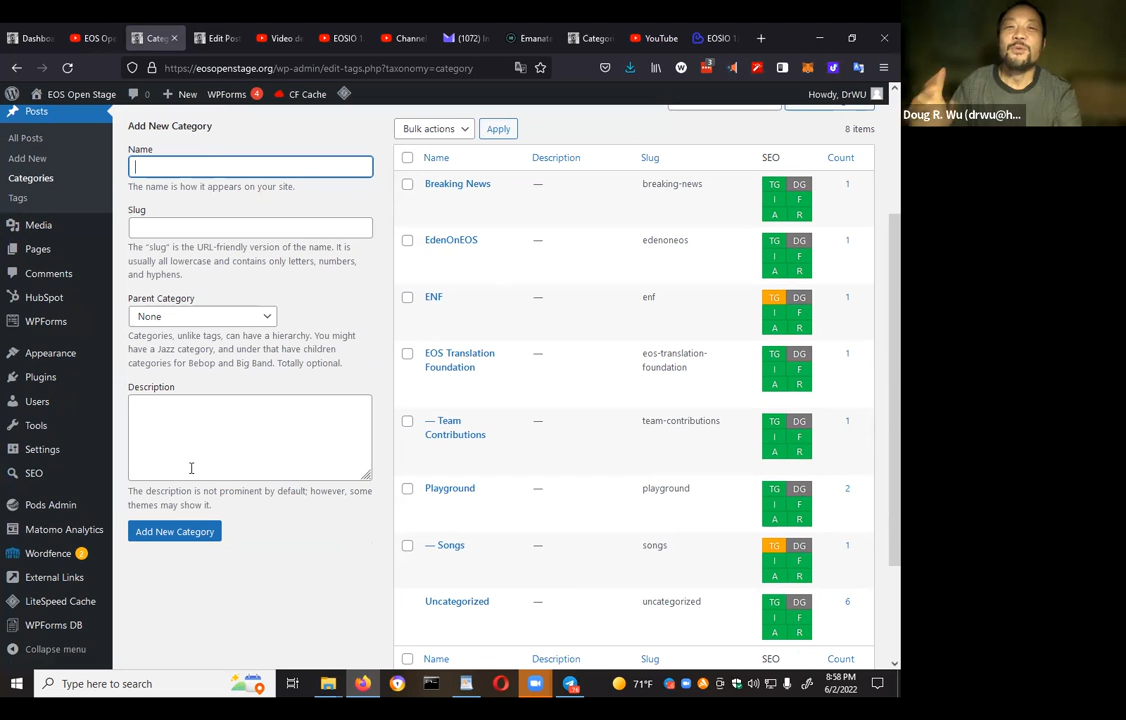 Dashbo
EOS Ope
Categ
Edit Post
Video de
EOSIO 1
Channel
(1072) In
Emanate
Categori
YouTube
EOSIO 1.
https://eosopenstage.org/wp-admin/edit-tags.php?taxonomy=category
3
EOS Open Stage
0
New
WPForms 4
CF Cache
Howdy, DrWU
Doug R. Wu (drwu@h...
Posts
All Posts
Add New
Categories
Tags
Media
Pages
Comments
HubSpot
WPForms
Appearance
Plugins
Users
Tools
Settings
SEO
Pods Admin
Matomo Analytics
Wordfence 2
External Links
LiteSpeed Cache
WPForms DB
Collapse menu
Add New Category
Name
The name is how it appears on your site.
Slug
The "slug" is the URL-friendly version of the name. It is
usually all lowercase and contains only letters, numbers,
and hyphens.
Parent Category
None
Categories, unlike tags, can have a hierarchy. You might
have a Jazz category, and under that have children
categories for Bebop and Big Band. Totally optional.
Description
The description is not prominent by default; however, some
themes may show it.
Add New Category
Bulk actions
Apply
8 items
Name Description Slug SEO Count
Breaking News — breaking-news TG DG 1
I F
A R
EdenOnEOS — edenoneos TG DG 1
I F
A R
ENF — enf TG DG 1
I F
A R
EOS Translation — eos-translation- TG DG 1
Foundation foundation I F
A R
— Team — team-contributions TG DG 1
Contributions I F
A R
Playground — playground TG DG 2
I F
A R
— Songs — songs TG DG 1
I F
A R
Uncategorized — uncategorized TG DG 6
I F
A R
Name Description Slug SEO Count
Type here to search
71°F
8:58 PM
6/2/2022